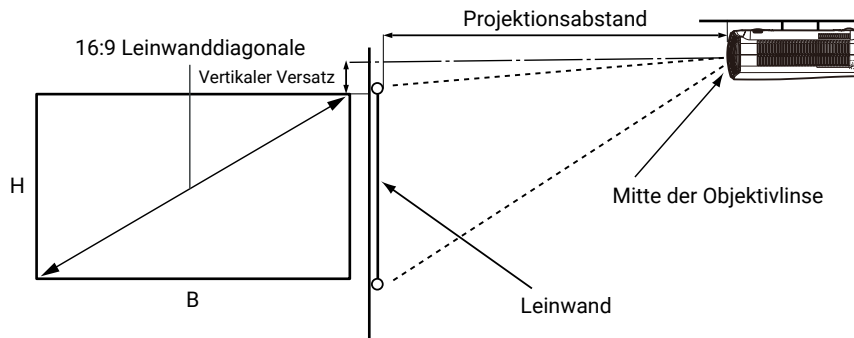 Projektionsabstand
16:9 Leinwanddiagonale
Vertikaler Versatz
H
Mitte der Objektivlinse
B
Leinwand